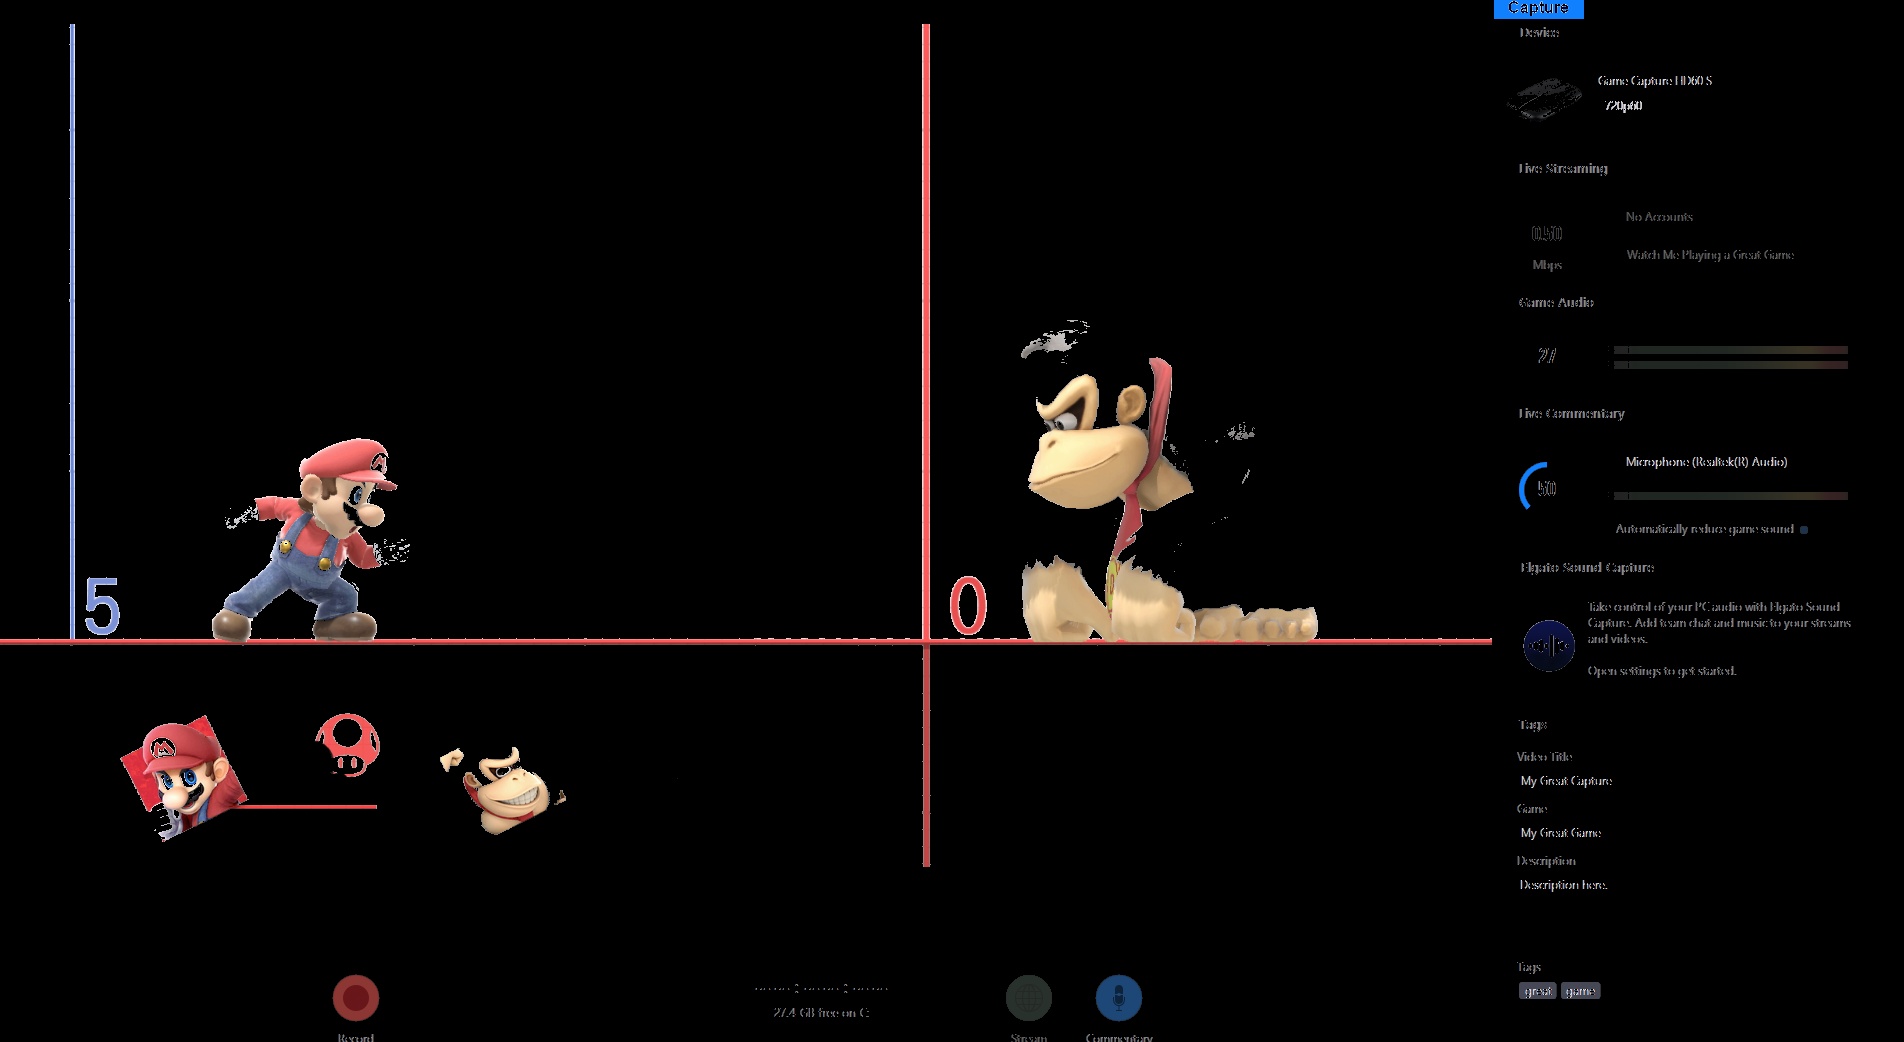 Capture
Device
Game Capture HD60 S
720p60
Live Streaming
No Accounts
0.50
Mbps
Watch Me Playing a Great Game
Game Audio
27
Live Commentary
Microphone (Realtek(R) Audio)
50
Automatically reduce game sound
Elgato Sound Capture
Take control of your PC audio with Elgato Sound
Capture. Add team chat and music to your streams
and videos.
Open settings to get started.
Tags
Video Title
My Great Capture
Game
My Great Game
Description
Description here.
Tags
great game
5
0
M
M
27.4 GB free on C:
Record
Stream
Commentary